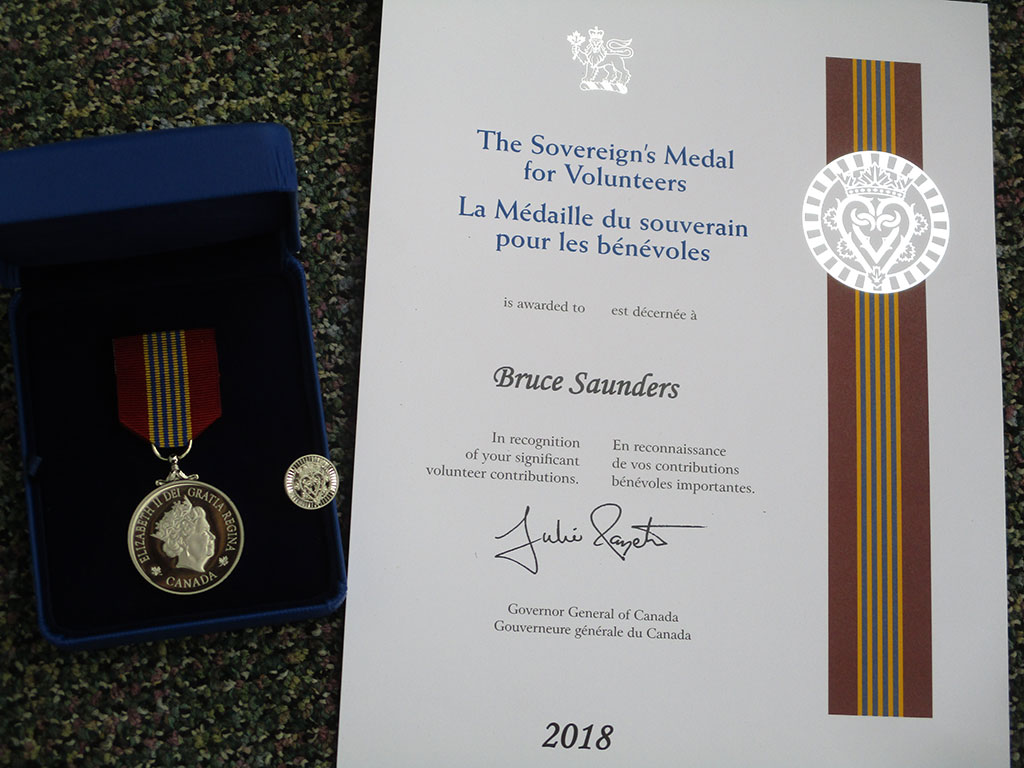 ELIZABETH II DEI GRATIA REGINA
CANADA
The Sovereign's Medal
for Volunteers
La Médaille du souverain
pour les bénévoles
is awarded to
est décernée à
Bruce Saunders
In recognition
of your significant
volunteer contributions.
En reconnaissance
de vos contributions
bénévoles importantes.
Julie Payette
Governor General of Canada
Gouverneure générale du Canada
2018